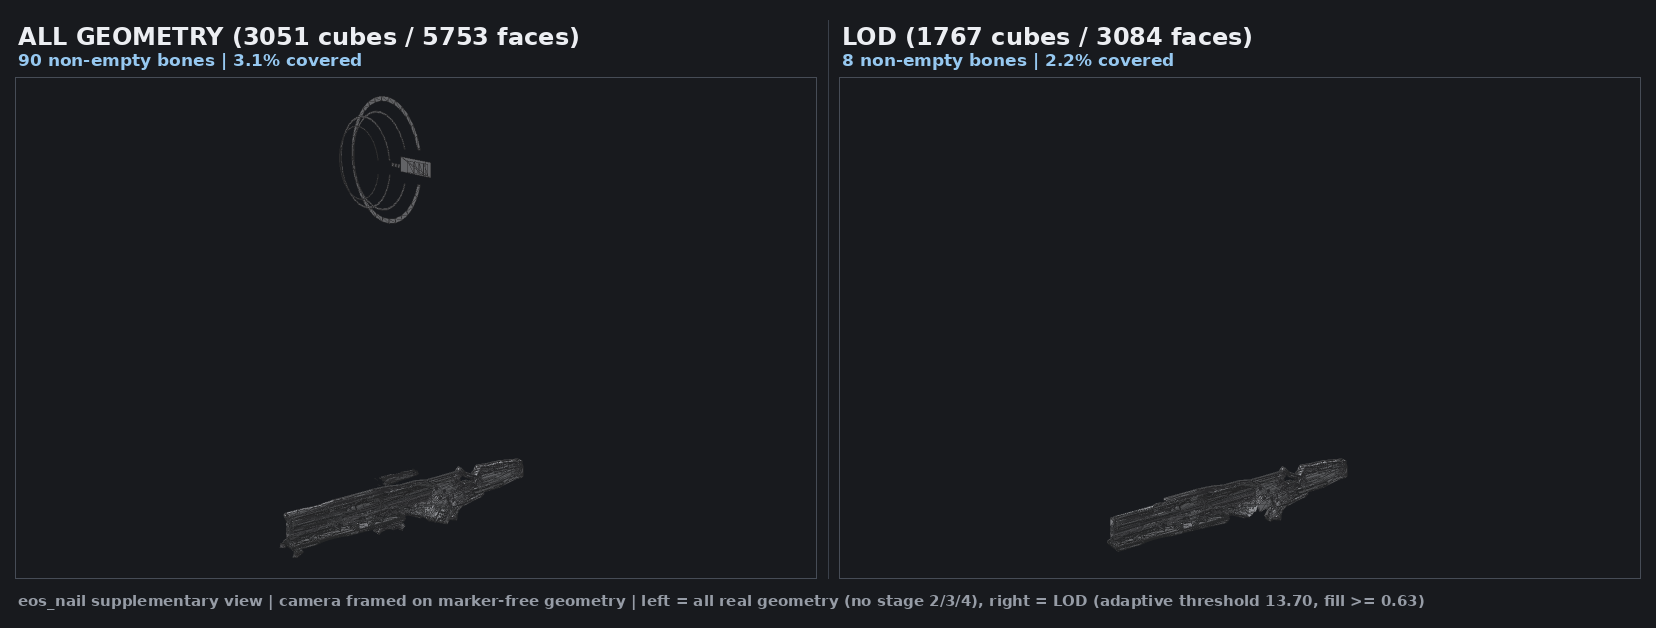 ALL GEOMETRY (3051 cubes / 5753 faces)
90 non-empty bones | 3.1% covered
LOD (1767 cubes / 3084 faces)
8 non-empty bones | 2.2% covered
eos_nail supplementary view | camera framed on marker-free geometry | left = all real geometry (no stage 2/3/4), right = LOD (adaptive threshold 13.70, fill >= 0.63)